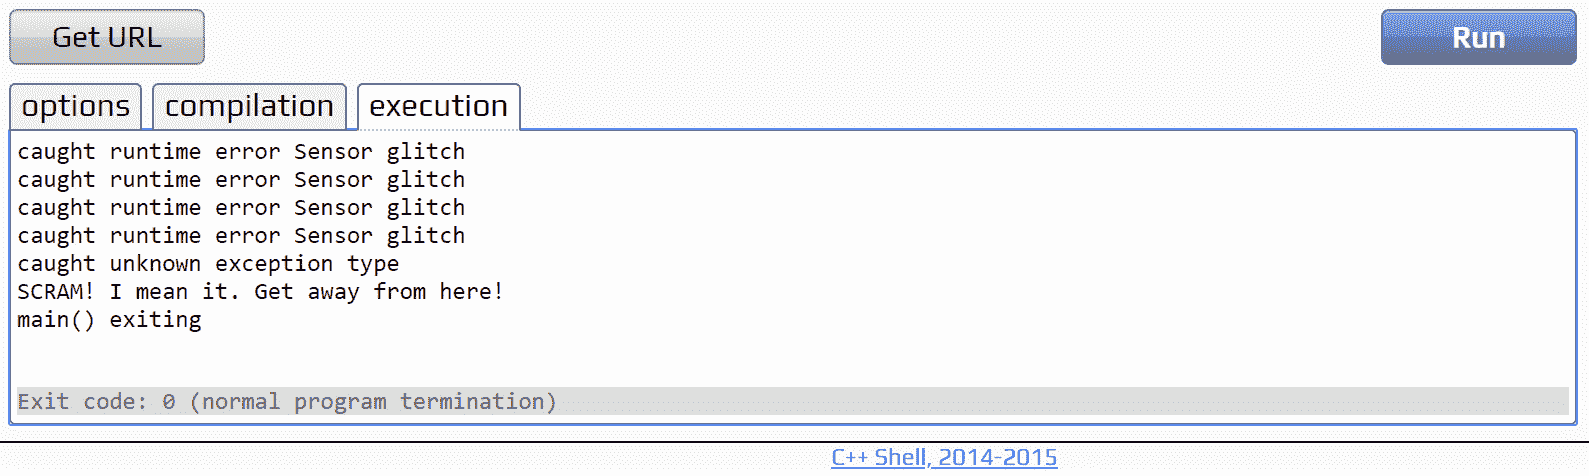 Get URL
Run
options compilation execution
caught runtime error Sensor glitch
caught runtime error Sensor glitch
caught runtime error Sensor glitch
caught runtime error Sensor glitch
caught unknown exception type
SCRAM! I mean it. Get away from here!
main() exiting
Exit code: 0 (normal program termination)
C++ Shell, 2014-2015